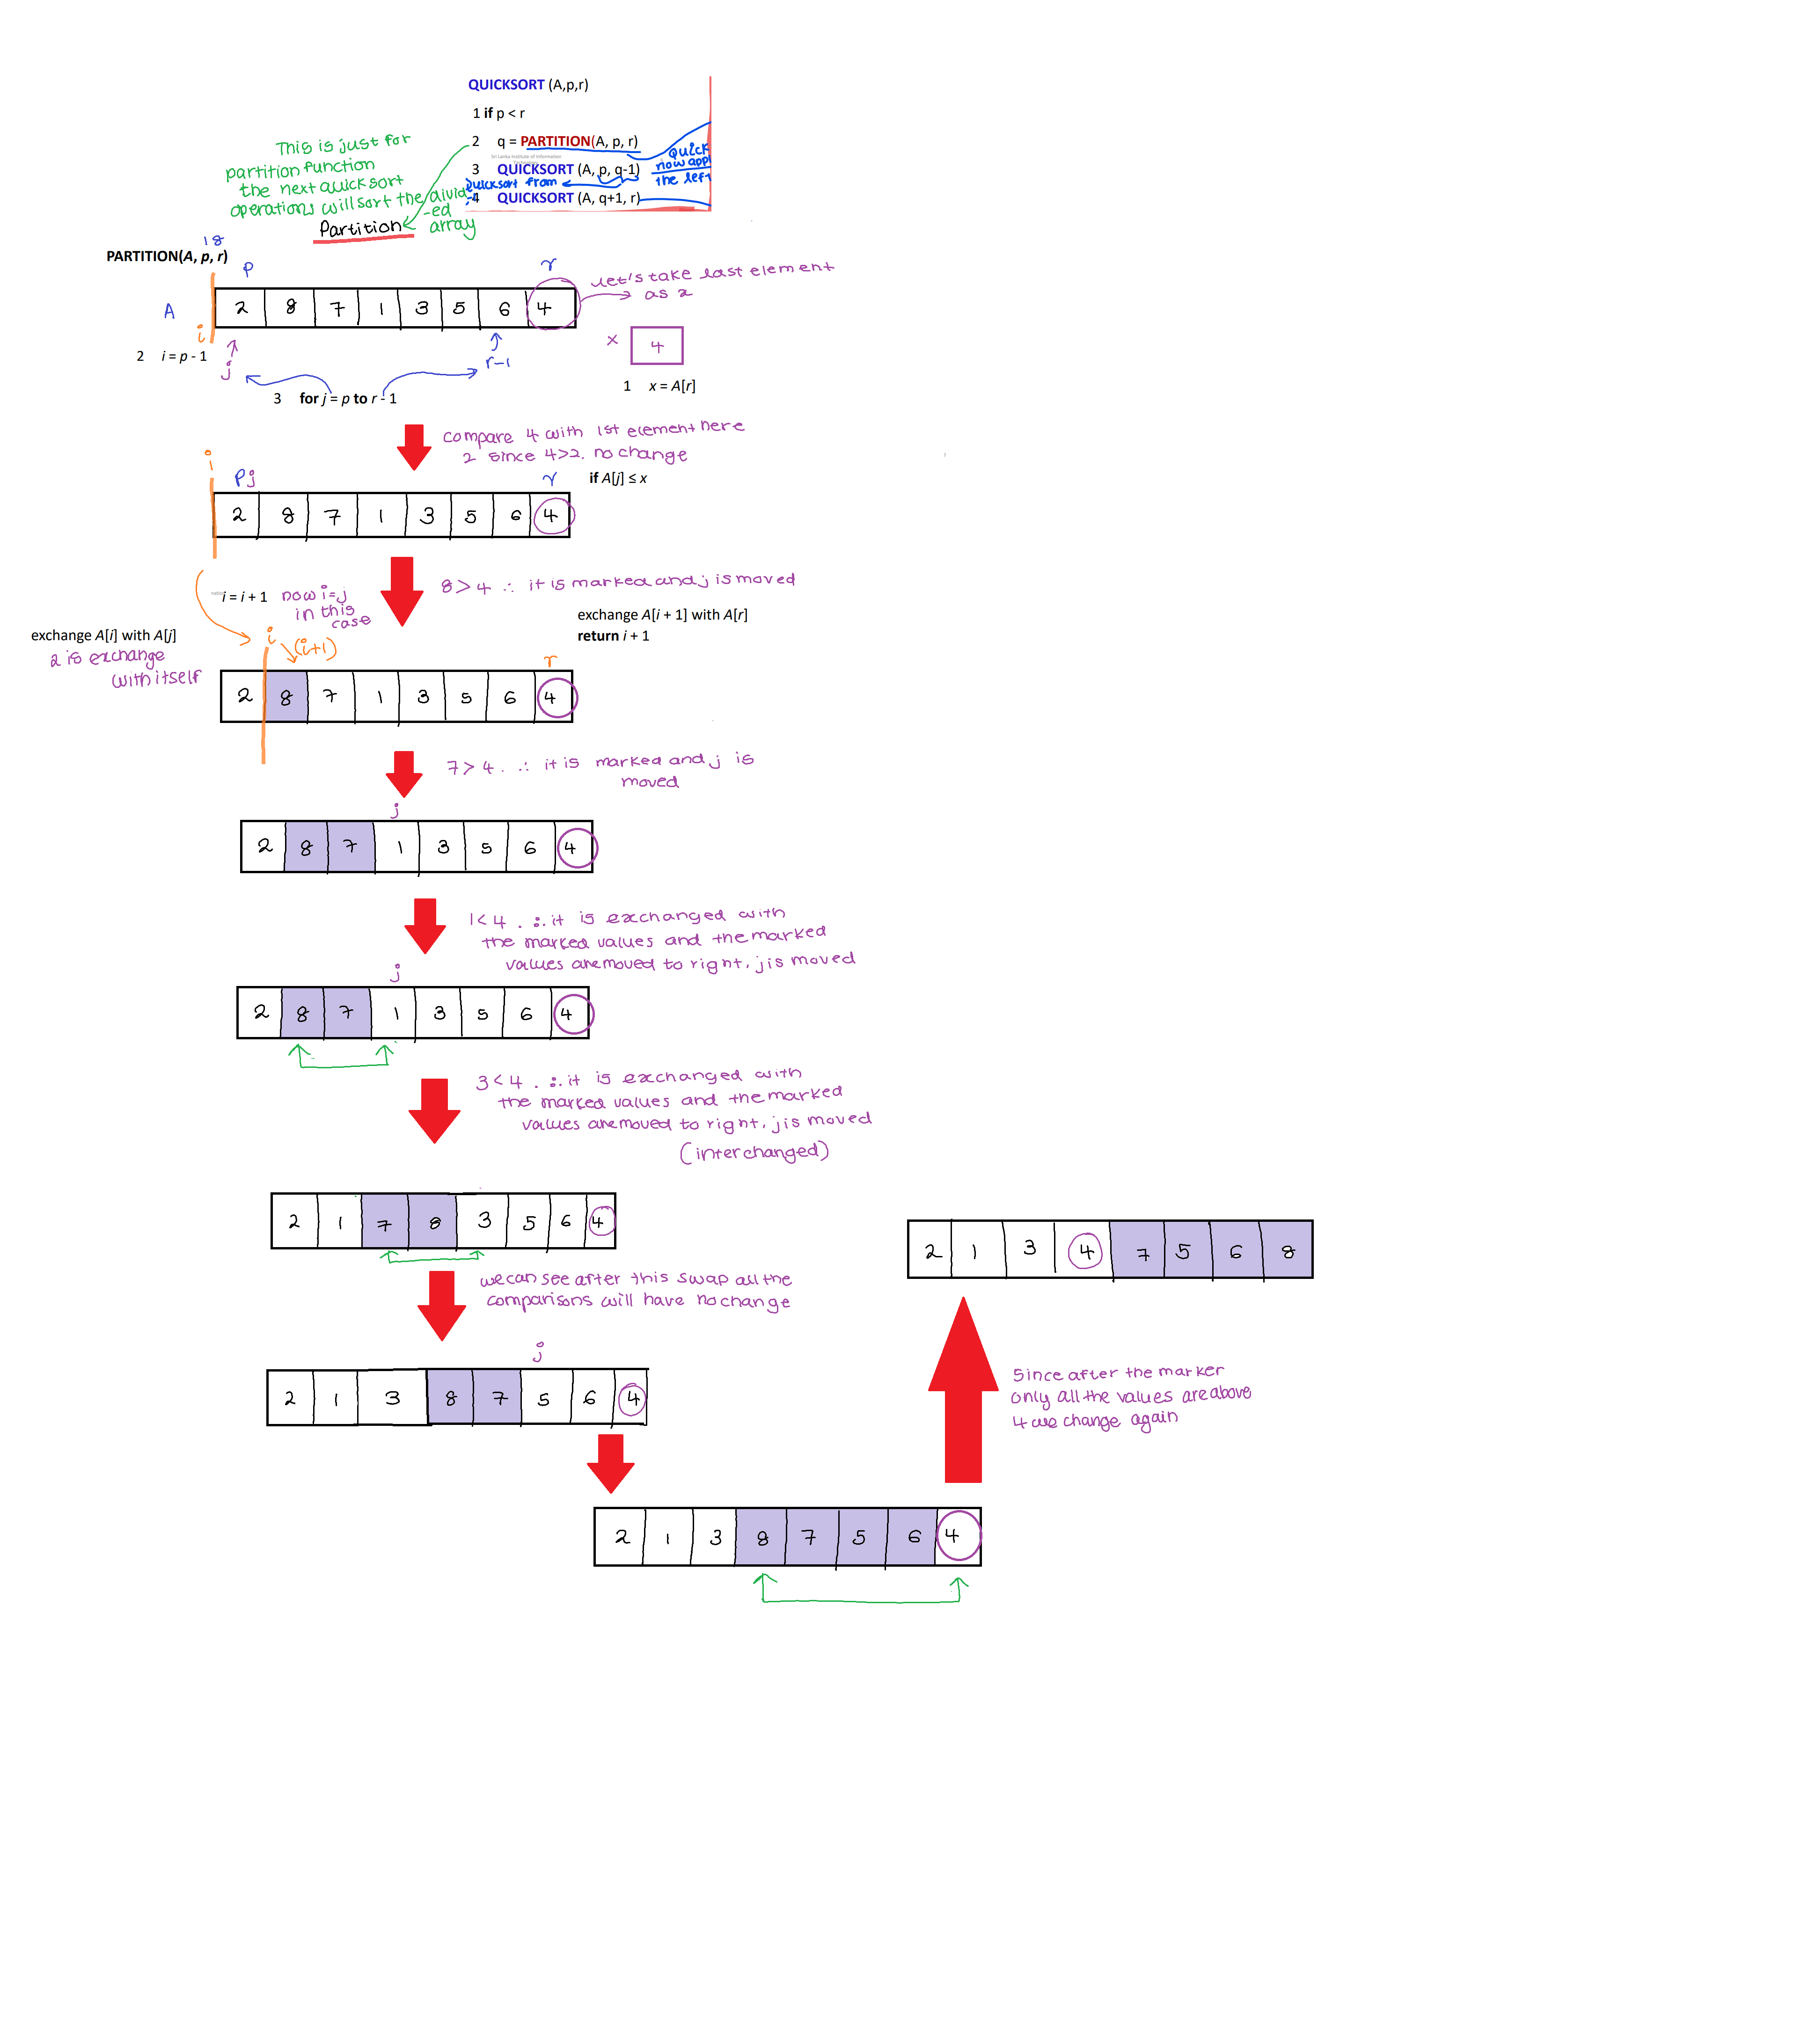 QUICKSORT (A,p,r)
1 if p < r
2 q = PARTITION(A, p, r)
Sri Lanka Institute of Information
3 QUICKSORT (A, p, q-1)
Quick
now appl
the left
Quicksort from
4 QUICKSORT (A, q+1, r)
This is just for
partition function
the next quicksort
operations will sort the divid
-ed
array
Partition
1 8
PARTITION(A, p, r)
p
r
let's take last element
as x
A
2 8 7 1 3 5 6 4
i
2 i = p - 1
j
r-1
x
4
3 for j = p to r - 1
1 x = A[r]
compare 4 with 1st element here
2 since 4>2. no change
i
P j
r
if A[j] ≤ x
2 8 7 1 3 5 6 4
8 > 4 ∴ it is marked and j is moved
i = i + 1
now i=j
in this
case
exchange A[i + 1] with A[r]
return i + 1
exchange A[i] with A[j]
2 is exchange
with itself
i
(i+1)
r
2 8 7 1 3 5 6 4
7 > 4 . ∴ it is marked and j is
moved
j
2 8 7 1 3 5 6 4
1 < 4 . ∴ it is exchanged with
the marked values and the marked
values are moved to right. j is moved
j
2 8 7 1 3 5 6 4
3 < 4 . ∴ it is exchanged with
the marked values and the marked
values are moved to right. j is moved
(interchanged)
2 1 7 8 3 5 6 4
we can see after this swap all the
comparisons will have no change
j
2 1 3 8 7 5 6 4
2 1 3 8 7 5 6 4
Since after the marker
only all the values are above
4 we change again
2 1 3 4 7 5 6 8